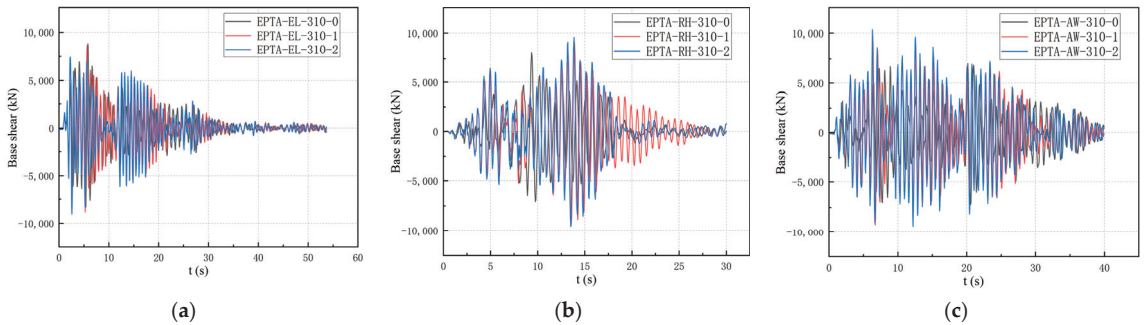 EPTA-EL-310-0
EPTA-EL-310-1
EPTA-EL-310-2
10,000
5,000
0
-5,000
-10,000
Base shear (kN)
0 10 20 30 40 50 60
t (s)
(a)
EPTA-RH-310-0
EPTA-RH-310-1
EPTA-RH-310-2
10,000
5,000
0
-5,000
-10,000
Base shear (kN)
0 5 10 15 20 25 30
t (s)
(b)
EPTA-AW-310-0
EPTA-AW-310-1
EPTA-AW-310-2
10,000
5,000
0
-5,000
-10,000
Base shear (kN)
0 10 20 30 40
t (s)
(c)